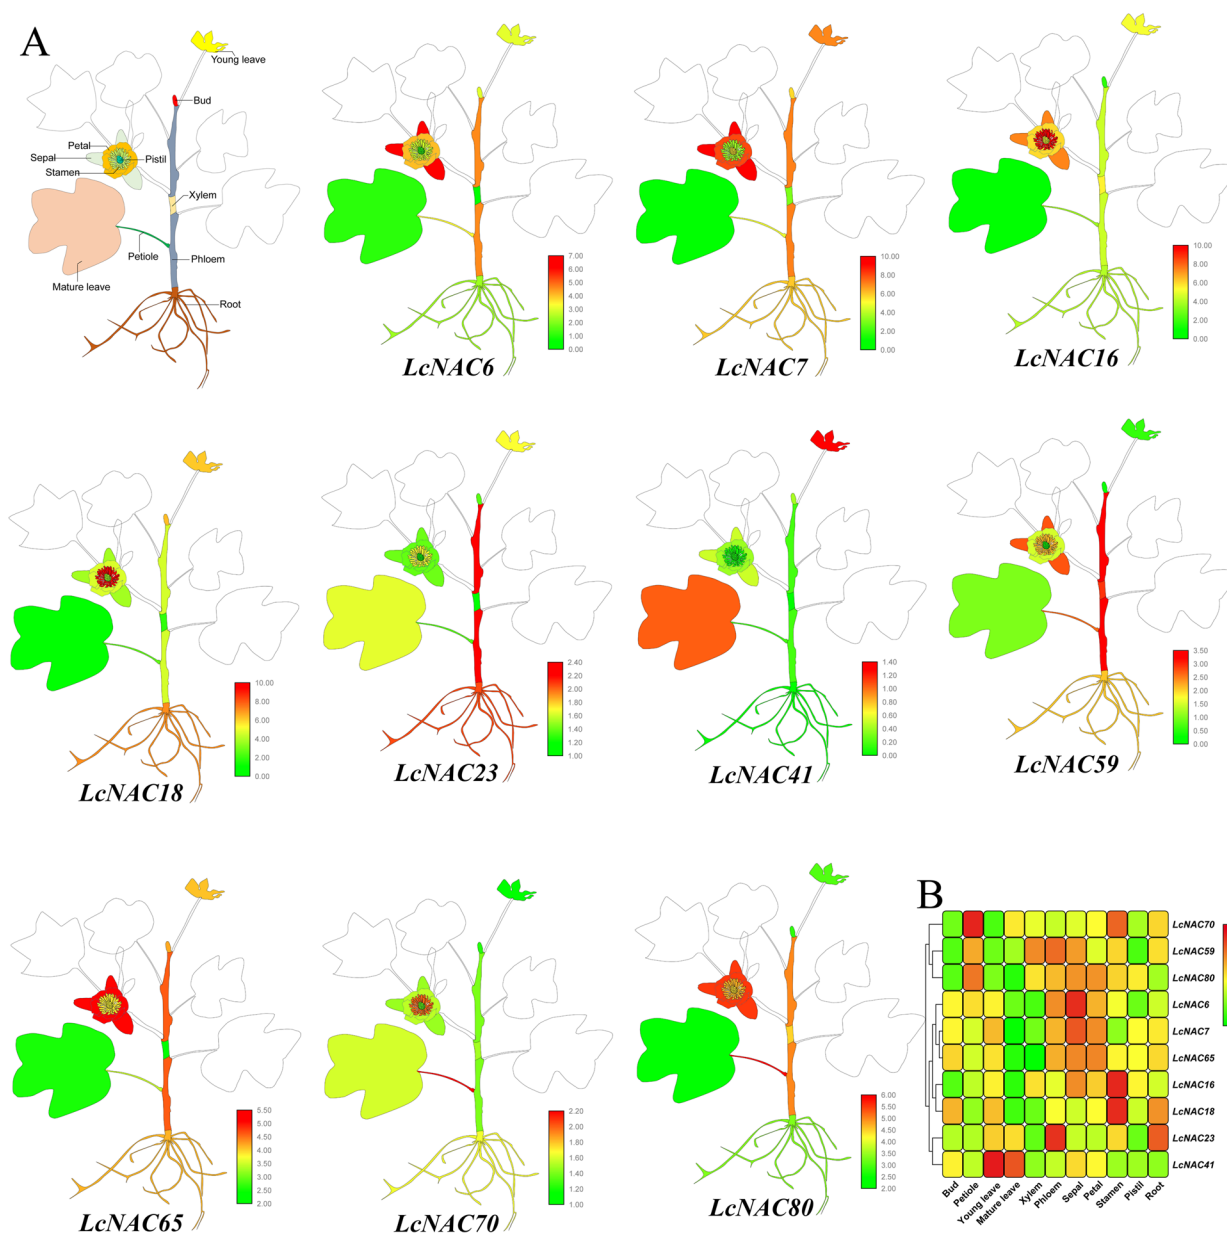 A
Young leave
Bud
Petal
Sepal
Pistil
Stamen
Xylem
Petiole
Phloem
Mature leave
Root
7.00
6.00
5.00
4.00
3.00
2.00
1.00
0.00
LcNAC6
10.00
8.00
6.00
4.00
2.00
0.00
LcNAC7
10.00
8.00
6.00
4.00
2.00
0.00
LcNAC16
10.00
8.00
6.00
4.00
2.00
0.00
LcNAC18
2.40
2.20
2.00
1.80
1.60
1.40
1.20
1.00
LcNAC23
1.40
1.20
1.00
0.80
0.60
0.40
0.20
0.00
LcNAC41
3.50
3.00
2.50
2.00
1.50
1.00
0.50
0.00
LcNAC59
5.50
5.00
4.50
4.00
3.50
3.00
2.50
2.00
LcNAC65
2.20
2.00
1.80
1.60
1.40
1.20
1.00
LcNAC70
6.00
5.50
5.00
4.50
4.00
3.50
3.00
2.50
2.00
LcNAC80
B
LcNAC70
LcNAC59
LcNAC80
LcNAC6
LcNAC7
LcNAC65
LcNAC16
LcNAC18
LcNAC23
LcNAC41
Bud
Petiole
Young leave
Mature leave
Xylem
Phloem
Sepal
Petal
Stamen
Pistil
Root